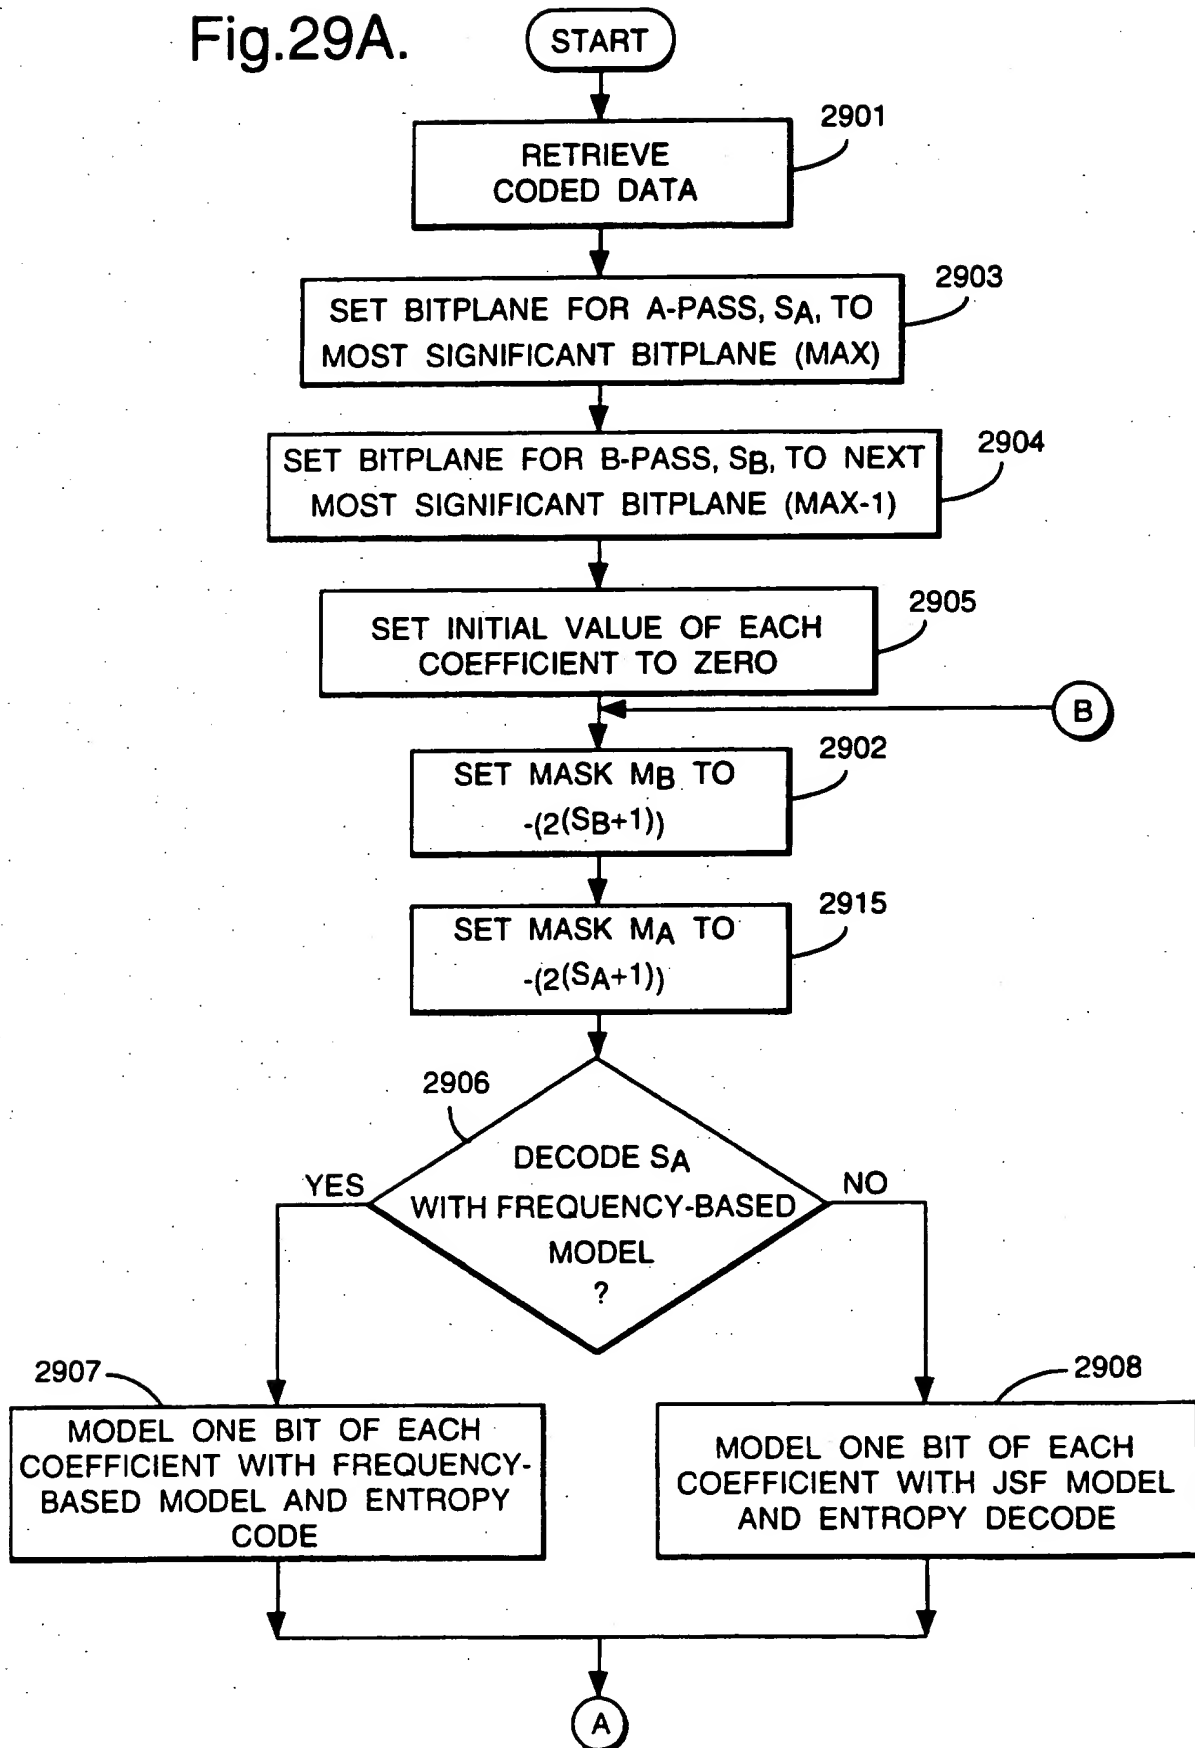 Fig.29A.
START
2901
RETRIEVE
CODED DATA
2903
SET BITPLANE FOR A-PASS, SA, TO
MOST SIGNIFICANT BITPLANE (MAX)
2904
SET BITPLANE FOR B-PASS, SB, TO NEXT
MOST SIGNIFICANT BITPLANE (MAX-1)
2905
SET INITIAL VALUE OF EACH
COEFFICIENT TO ZERO
B
2902
SET MASK MB TO
-(2(SB+1))
2915
SET MASK MA TO
-(2(SA+1))
2906
DECODE SA
WITH FREQUENCY-BASED
MODEL
?
YES
NO
2907
MODEL ONE BIT OF EACH
COEFFICIENT WITH FREQUENCY-
BASED MODEL AND ENTROPY
CODE
2908
MODEL ONE BIT OF EACH
COEFFICIENT WITH JSF MODEL
AND ENTROPY DECODE
A